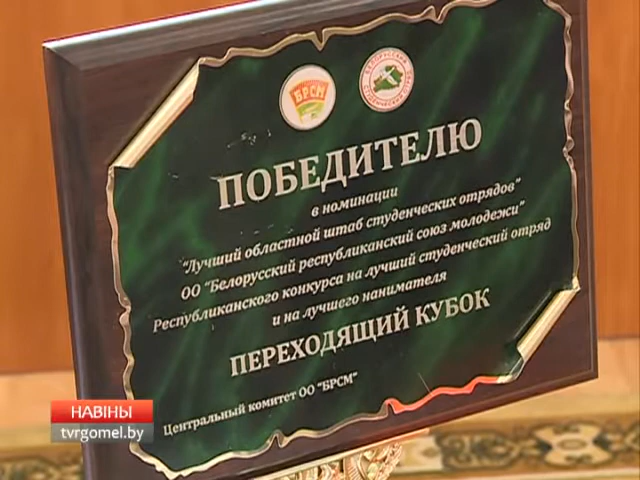 БРСМ
БЕЛОРУССКИЙ
ПОБЕДИТЕЛЮ
в номинации
"Лучший областной штаб студенческих отрядов"
ОО "Белорусский республиканский союз молодежи"
Республиканского конкурса на лучший студенческий отряд
и на лучшего нанимателя
ПЕРЕХОДЯЩИЙ КУБОК
Центральный комитет ОО "БРСМ"
НАВІНЫ
tvrgomel.by